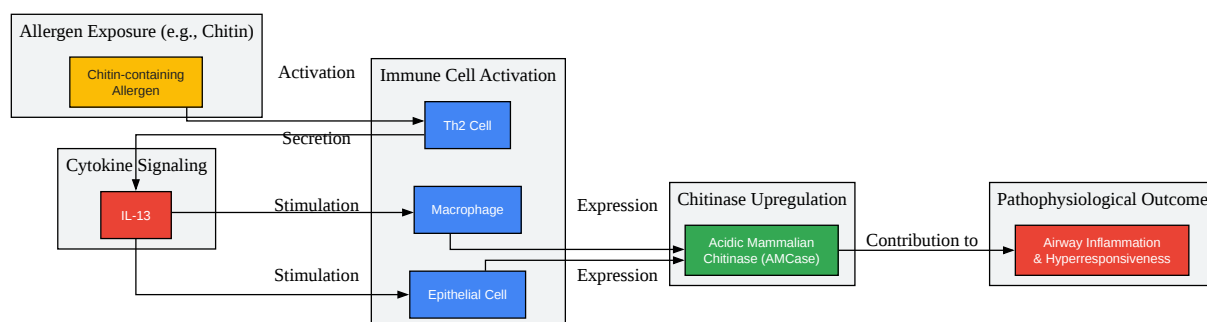 Allergen Exposure (e.g., Chitin)
Chitin-containing
Allergen
Activation
Immune Cell Activation
Th2 Cell
Secretion
Cytokine Signaling
IL-13
Stimulation
Macrophage
Expression
Chitinase Upregulation
Pathophysiological Outcome
Acidic Mammalian
Chitinase (AMCase)
Contribution to
Airway Inflammation
& Hyperresponsiveness
Stimulation
Epithelial Cell
Expression